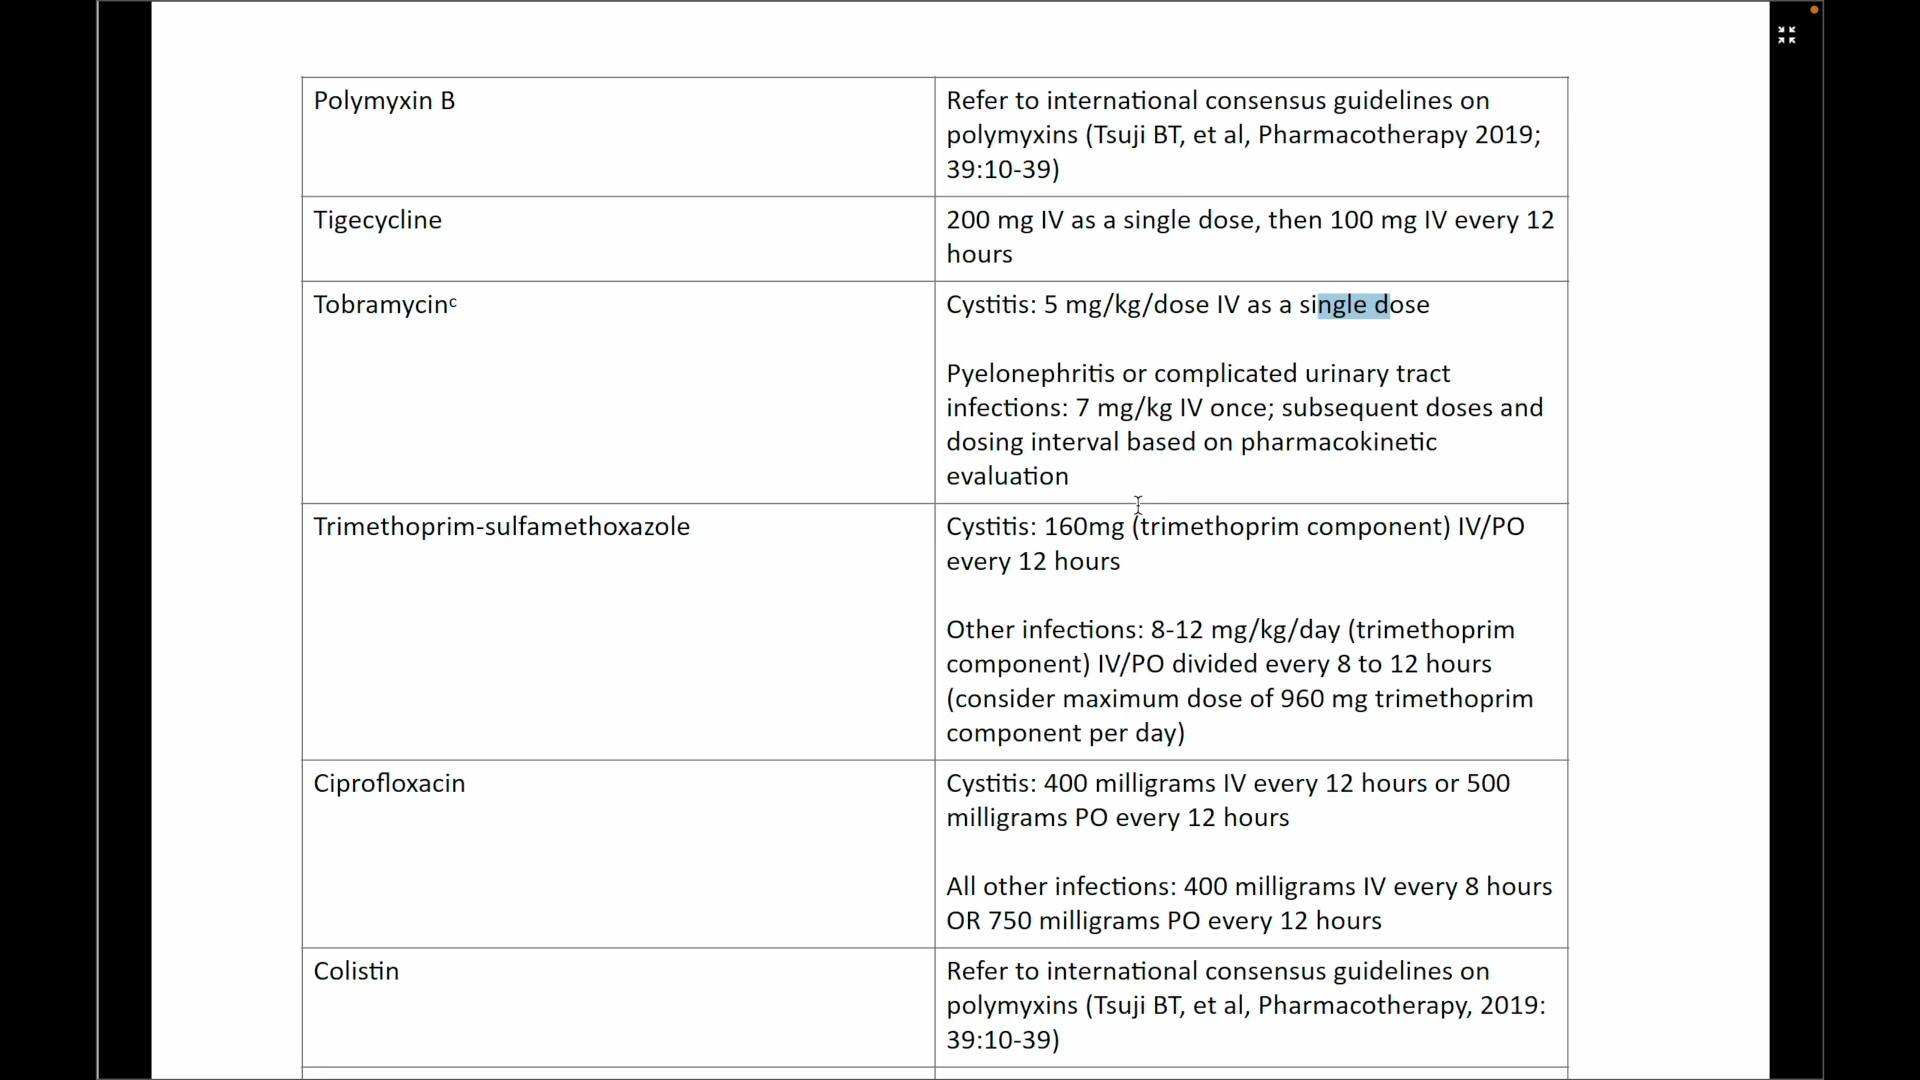 Polymyxin B
Refer to international consensus guidelines on
polymyxins (Tsuji BT, et al, Pharmacotherapy 2019;
39:10-39)
Tigecycline
200 mg IV as a single dose, then 100 mg IV every 12
hours
Tobramycinᶜ
Cystitis: 5 mg/kg/dose IV as a single dose
Pyelonephritis or complicated urinary tract
infections: 7 mg/kg IV once; subsequent doses and
dosing interval based on pharmacokinetic
evaluation
Trimethoprim-sulfamethoxazole
Cystitis: 160mg (trimethoprim component) IV/PO
every 12 hours
Other infections: 8-12 mg/kg/day (trimethoprim
component) IV/PO divided every 8 to 12 hours
(consider maximum dose of 960 mg trimethoprim
component per day)
Ciprofloxacin
Cystitis: 400 milligrams IV every 12 hours or 500
milligrams PO every 12 hours
All other infections: 400 milligrams IV every 8 hours
OR 750 milligrams PO every 12 hours
Colistin
Refer to international consensus guidelines on
polymyxins (Tsuji BT, et al, Pharmacotherapy, 2019:
39:10-39)